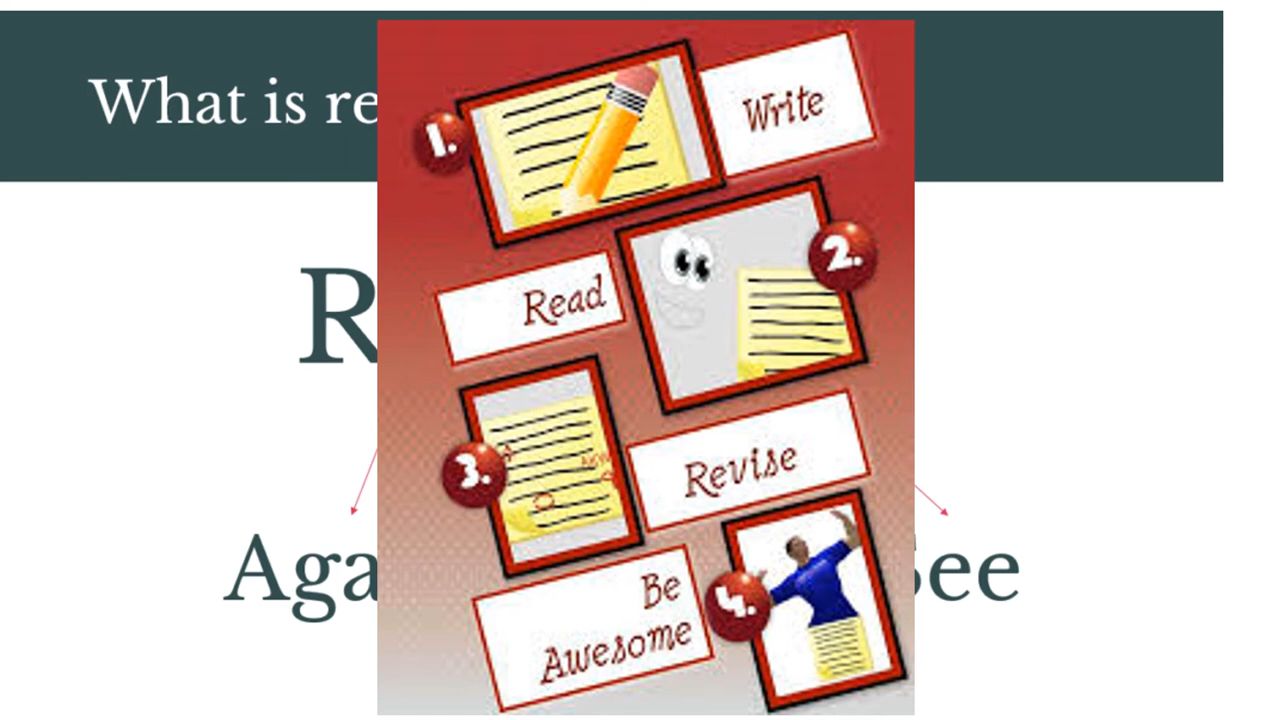 What is re
R
Aga
ee
1.
Write
2.
Read
3.
Revise
4.
Be
Awesome